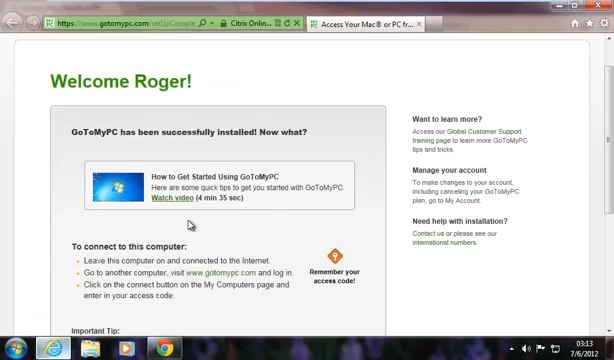 https://www.gotomypc.com/setUpComple
Citrix Online...
Access Your Mac® or PC fr...
Welcome Roger!
GoToMyPC has been successfully installed! Now what?
How to Get Started Using GoToMyPC
Here are some quick tips to get you started with GoToMyPC.
Watch video (4 min 35 sec)
To connect to this computer:
Leave this computer on and connected to the Internet.
Go to another computer, visit www.gotomypc.com and log in.
Click on the connect button on the My Computers page and
enter in your access code.
Remember your
access code!
Important Tip:
Want to learn more?
Access our Global Customer Support
training page to learn more GoToMyPC
tips and tricks.
Manage your account
To make changes to your account,
including canceling your GoToMyPC
plan, go to My Account.
Need help with installation?
Contact us or please see our
international numbers.
03:13
7/6/2012